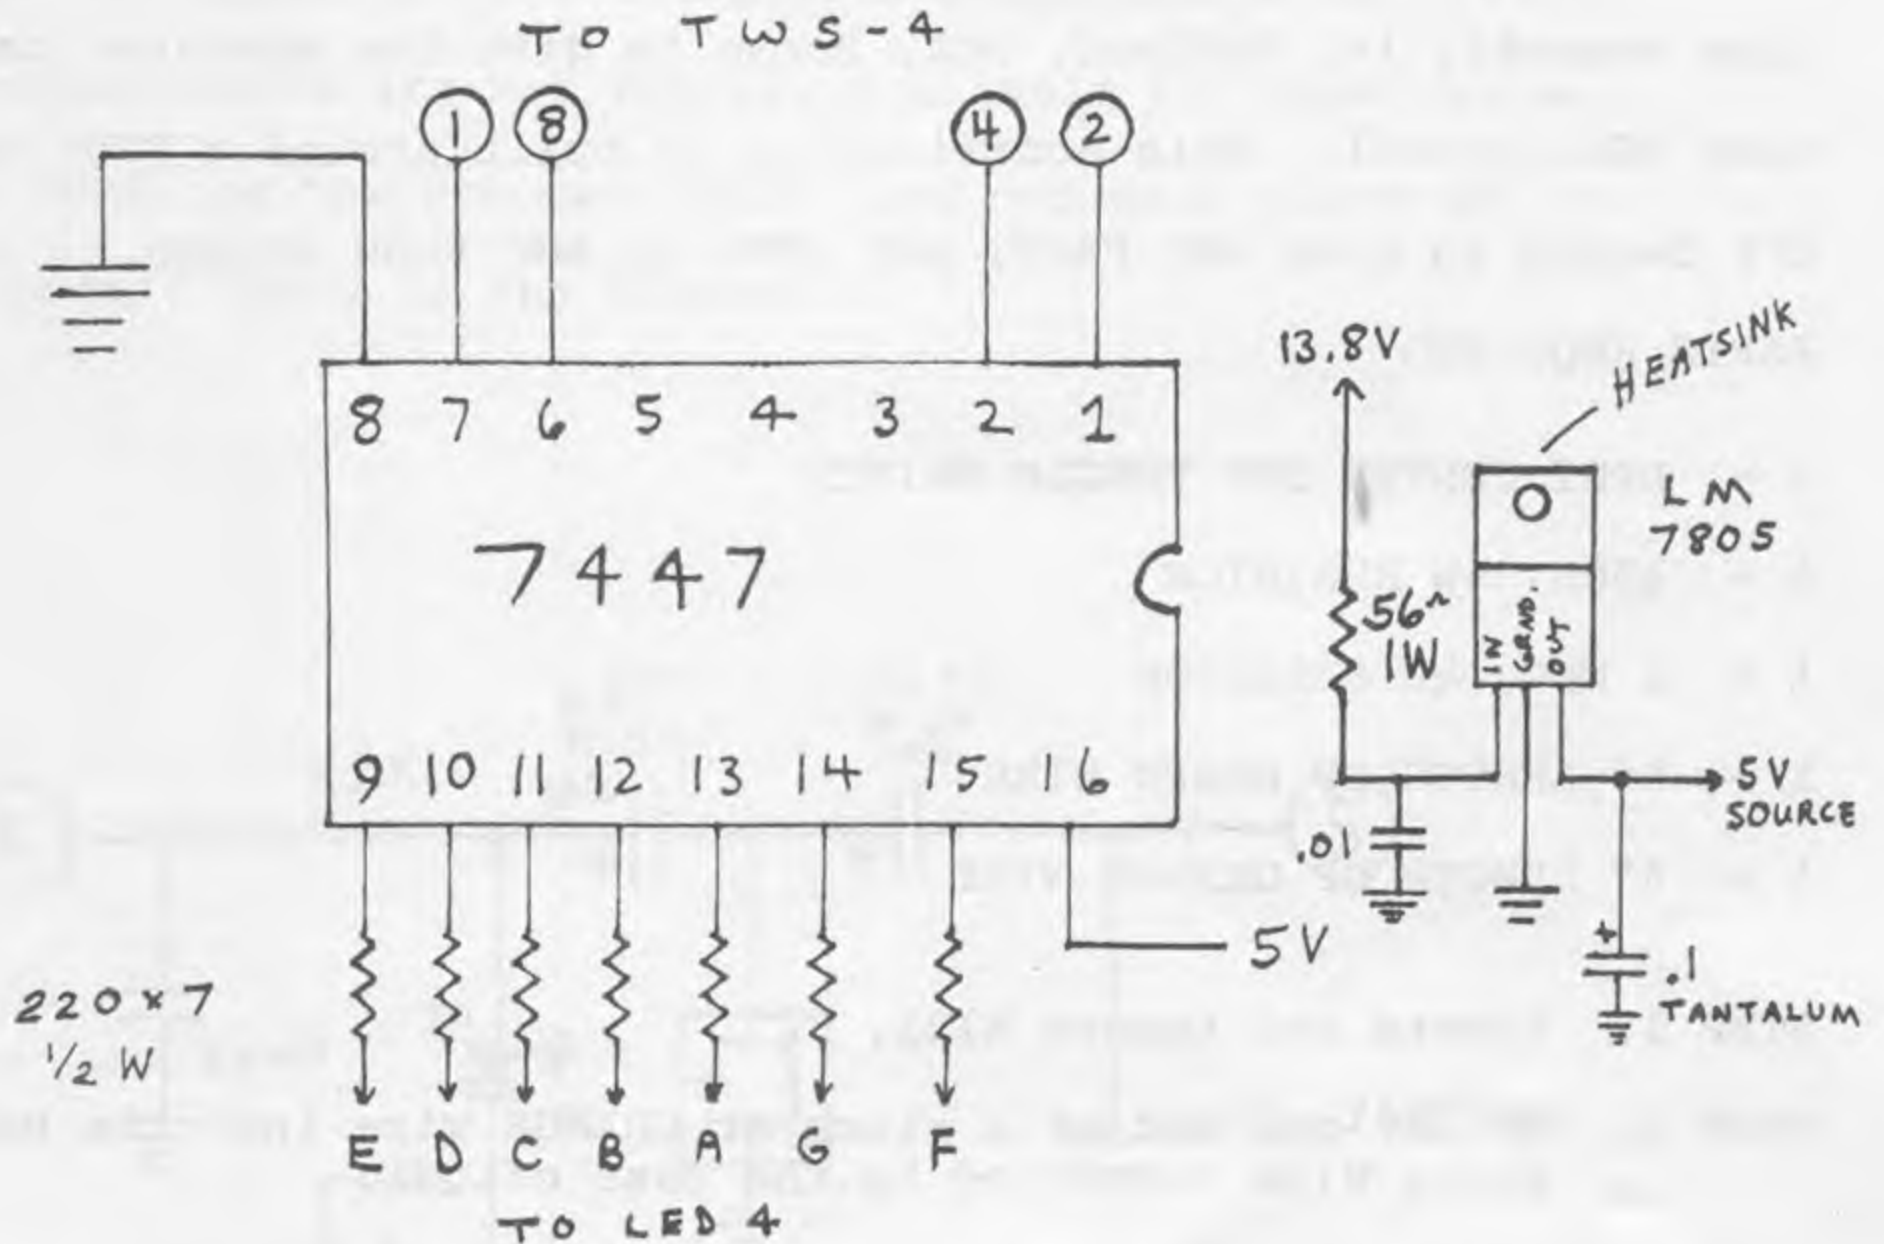 TO TWS-4
1 8 4 2
13.8V
HEATSINK
8 7 6 5 4 3 2 1
LM
7805
7447
56~
1W
IN
GRND.
OUT
9 10 11 12 13 14 15 16
5V
SOURCE
.01
5V
+
.1
TANTALUM
220 x 7
1/2 W
E D C B A G F
TO LED 4